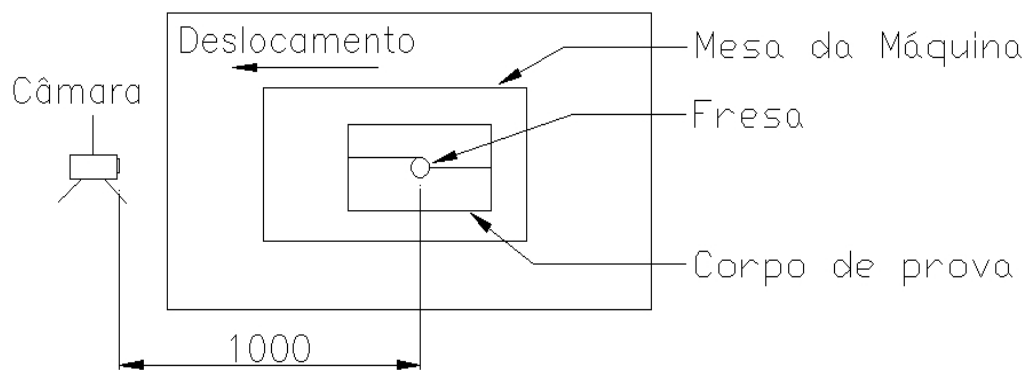 Deslocamento
Mesa da Máquina
Câmara
Fresa
Corpo de prova
1000